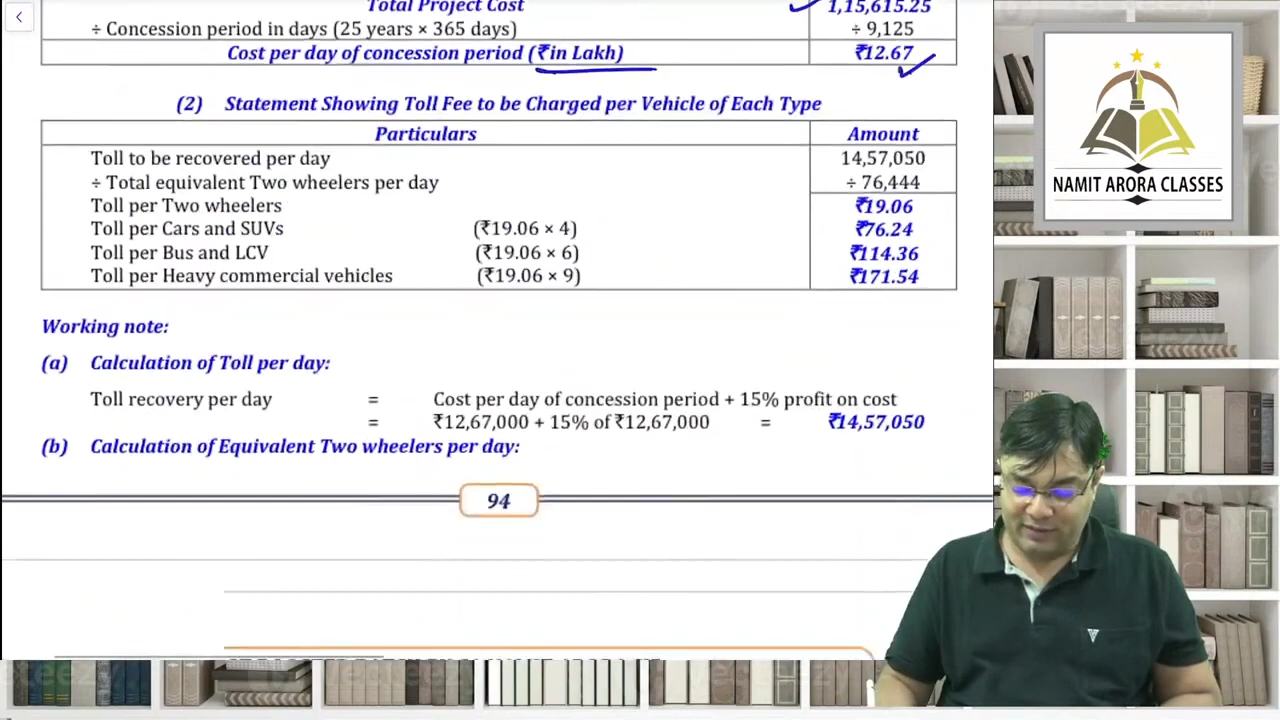 Total Project Cost 1,15,615.25
÷ Concession period in days (25 years × 365 days) ÷ 9,125
Cost per day of concession period (₹in Lakh) ₹12.67
(2) Statement Showing Toll Fee to be Charged per Vehicle of Each Type
Particulars Amount
Toll to be recovered per day 14,57,050
÷ Total equivalent Two wheelers per day ÷ 76,444
Toll per Two wheelers ₹19.06
Toll per Cars and SUVs (₹19.06 × 4) ₹76.24
Toll per Bus and LCV (₹19.06 × 6) ₹114.36
Toll per Heavy commercial vehicles (₹19.06 × 9) ₹171.54
Working note:
(a) Calculation of Toll per day:
Toll recovery per day = Cost per day of concession period + 15% profit on cost
= ₹12,67,000 + 15% of ₹12,67,000 = ₹14,57,050
(b) Calculation of Equivalent Two wheelers per day:
94
NAMIT ARORA CLASSES